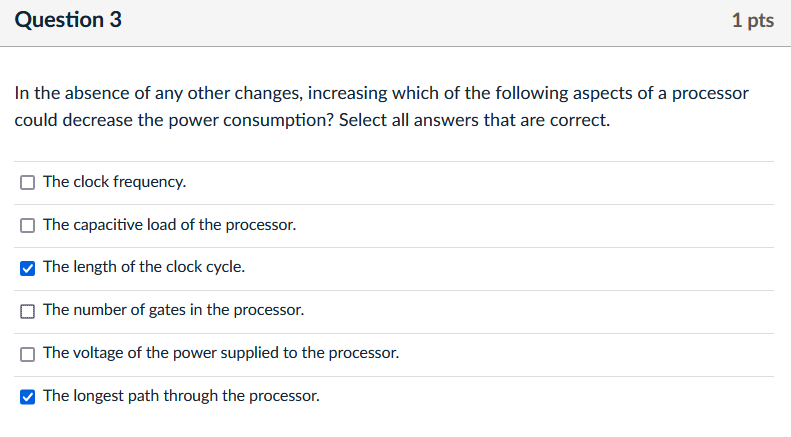 Question 3
1 pts
In the absence of any other changes, increasing which of the following aspects of a processor
could decrease the power consumption? Select all answers that are correct.
The clock frequency.
The capacitive load of the processor.
The length of the clock cycle.
The number of gates in the processor.
The voltage of the power supplied to the processor.
The longest path through the processor.